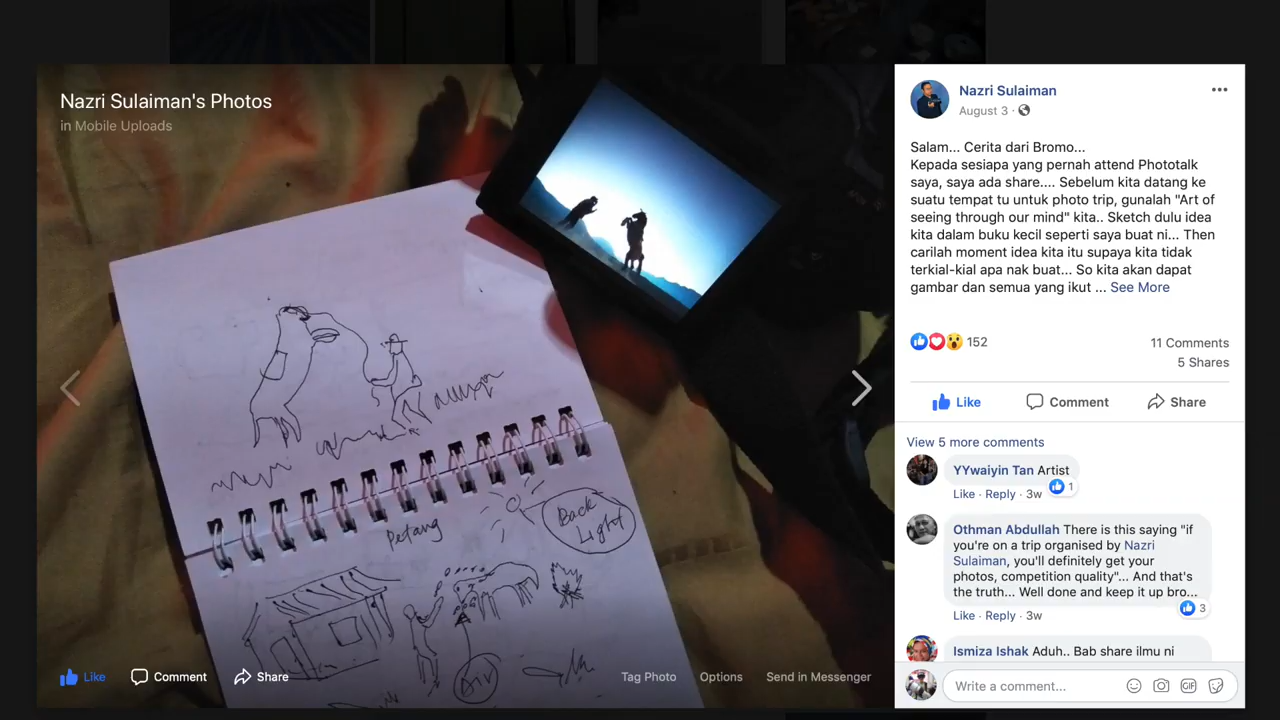 Nazri Sulaiman's Photos
in Mobile Uploads
Petang
Back
Light
Air
Like
Comment
Share
Tag Photo
Options
Send in Messenger
Nazri Sulaiman
August 3 ·
Salam... Cerita dari Bromo...
Kepada sesiapa yang pernah attend Phototalk
saya, saya ada share.... Sebelum kita datang ke
suatu tempat tu untuk photo trip, gunalah "Art of
seeing through our mind" kita.. Sketch dulu idea
kita dalam buku kecil seperti saya buat ni... Then
carilah moment idea kita itu supaya kita tidak
terkial-kial apa nak buat... So kita akan dapat
gambar dan semua yang ikut ... See More
152
11 Comments
5 Shares
Like
Comment
Share
View 5 more comments
YYwaiyin Tan Artist
1
Like · Reply · 3w
Othman Abdullah There is this saying "if
you're on a trip organised by Nazri
Sulaiman, you'll definitely get your
photos, competition quality"... And that's
the truth... Well done and keep it up bro...
3
Like · Reply · 3w
Ismiza Ishak Aduh.. Bab share ilmu ni
Write a comment...
GIF